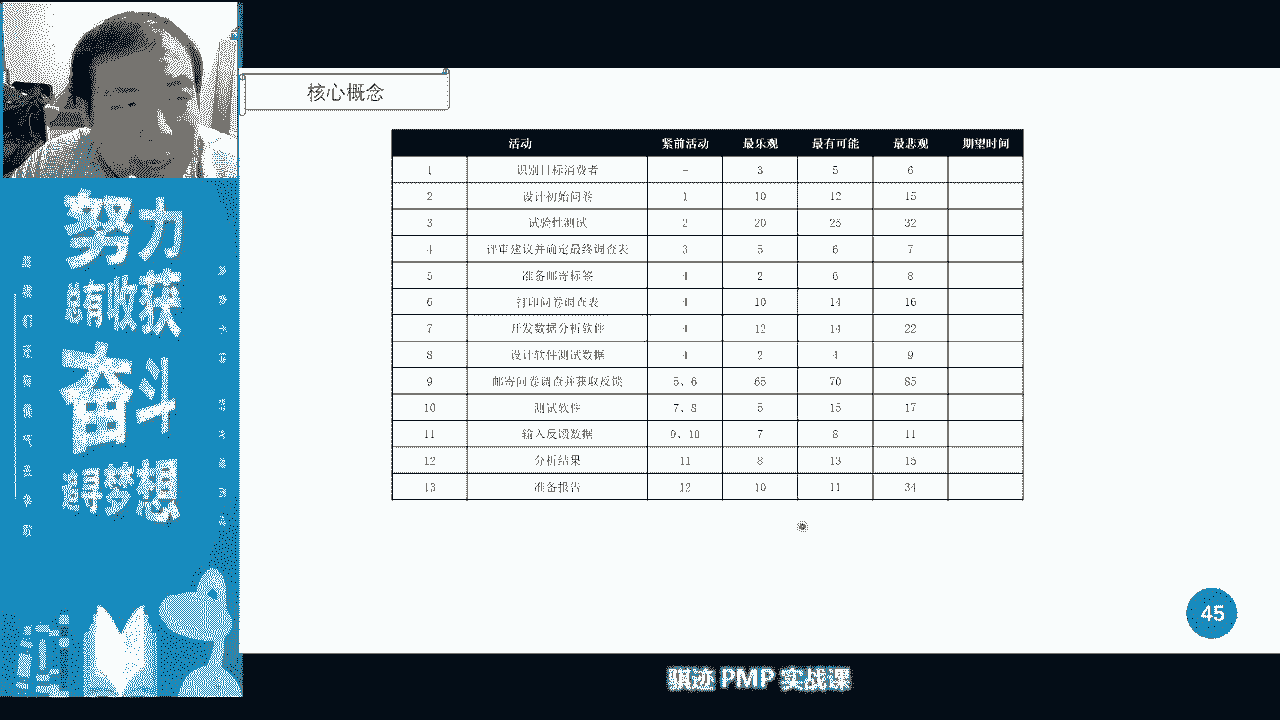 核心概念
活动 紧前活动 最乐观 最有可能 最悲观 期望时间
1 识别目标消费者 - 3 5 6
2 设计初始问卷 1 10 12 15
3 试验性测试 2 20 25 32
4 评审建议并确定最终调查表 3 5 6 7
5 准备邮寄标签 4 2 6 8
6 打印问卷调查表 4 10 14 16
7 开发数据分析软件 4 12 14 22
8 设计软件测试数据 4 2 4 9
9 邮寄问卷调查并获取反馈 5、6 65 70 85
10 测试软件 7、8 5 15 17
11 输入反馈数据 9、10 7 8 11
12 分析结果 11 8 13 15
13 准备报告 12 10 11 34
努力
总有收获
奋斗
追寻梦想
45
骐迹 PMP 实战课